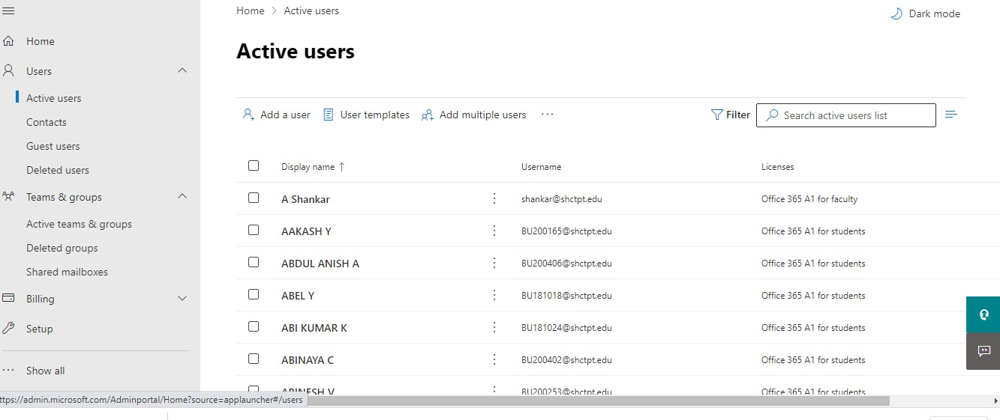 Home > Active users
Dark mode
Home
Users
Active users
Contacts
Guest users
Deleted users
Teams & groups
Active teams & groups
Deleted groups
Shared mailboxes
Billing
Setup
Show all
ttps://admin.microsoft.com/Adminportal/Home?source=applauncher#/users
Active users
Add a user User templates Add multiple users ··· Filter Search active users list
Display name ↑ Username Licenses
A Shankar shankar@shctpt.edu Office 365 A1 for faculty
AAKASH Y BU200165@shctpt.edu Office 365 A1 for students
ABDUL ANISH A BU200406@shctpt.edu Office 365 A1 for students
ABEL Y BU181018@shctpt.edu Office 365 A1 for students
ABI KUMAR K BU181024@shctpt.edu Office 365 A1 for students
ABINAYA C BU200402@shctpt.edu Office 365 A1 for students
ABINESH V BU200253@shctpt.edu Office 365 A1 for students